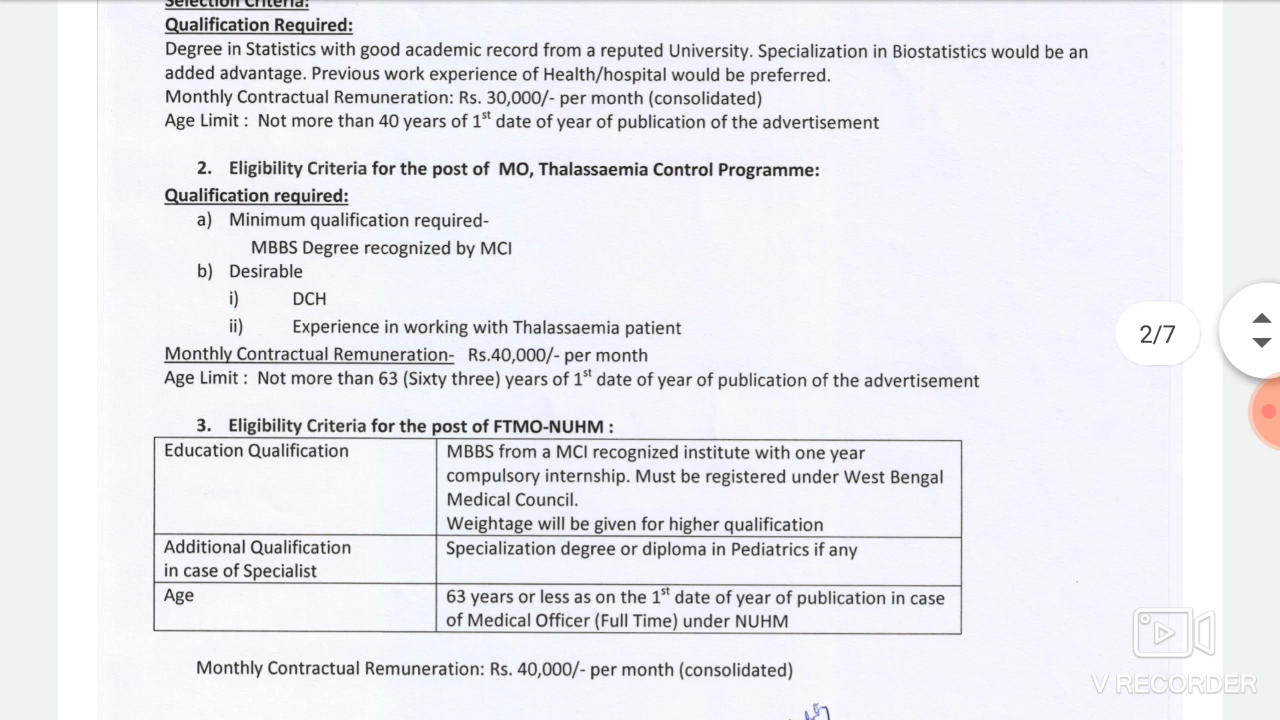 Selection Criteria:
Qualification Required:
Degree in Statistics with good academic record from a reputed University. Specialization in Biostatistics would be an
added advantage. Previous work experience of Health/hospital would be preferred.
Monthly Contractual Remuneration: Rs. 30,000/- per month (consolidated)
Age Limit : Not more than 40 years of 1st date of year of publication of the advertisement
2. Eligibility Criteria for the post of MO, Thalassaemia Control Programme:
Qualification required:
a) Minimum qualification required-
MBBS Degree recognized by MCI
b) Desirable
i) DCH
ii) Experience in working with Thalassaemia patient
Monthly Contractual Remuneration- Rs.40,000/- per month
Age Limit : Not more than 63 (Sixty three) years of 1st date of year of publication of the advertisement
3. Eligibility Criteria for the post of FTMO-NUHM :
Education Qualification
MBBS from a MCI recognized institute with one year
compulsory internship. Must be registered under West Bengal
Medical Council.
Weightage will be given for higher qualification
Additional Qualification
in case of Specialist
Specialization degree or diploma in Pediatrics if any
Age
63 years or less as on the 1st date of year of publication in case
of Medical Officer (Full Time) under NUHM
Monthly Contractual Remuneration: Rs. 40,000/- per month (consolidated)
2/7
V RECORDER